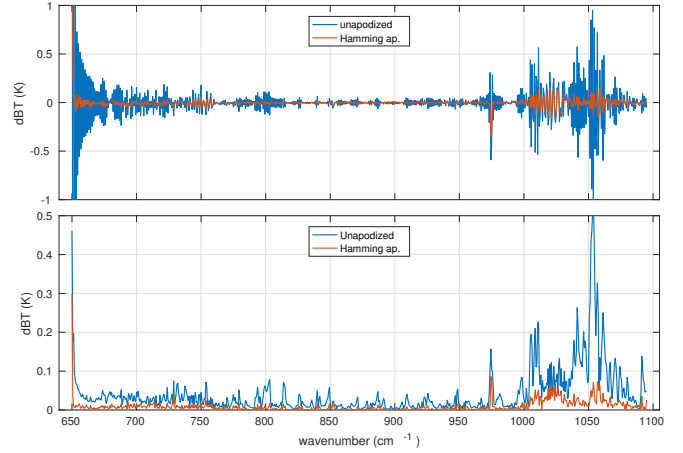 1
0.5
0
-0.5
-1
dBT (K)
unapodized
Hamming ap.
0.5
0.4
0.3
0.2
0.1
0
dBT (K)
Unapodized
Hamming ap.
650 700 750 800 850 900 950 1000 1050 1100
wavenumber (cm -1 )